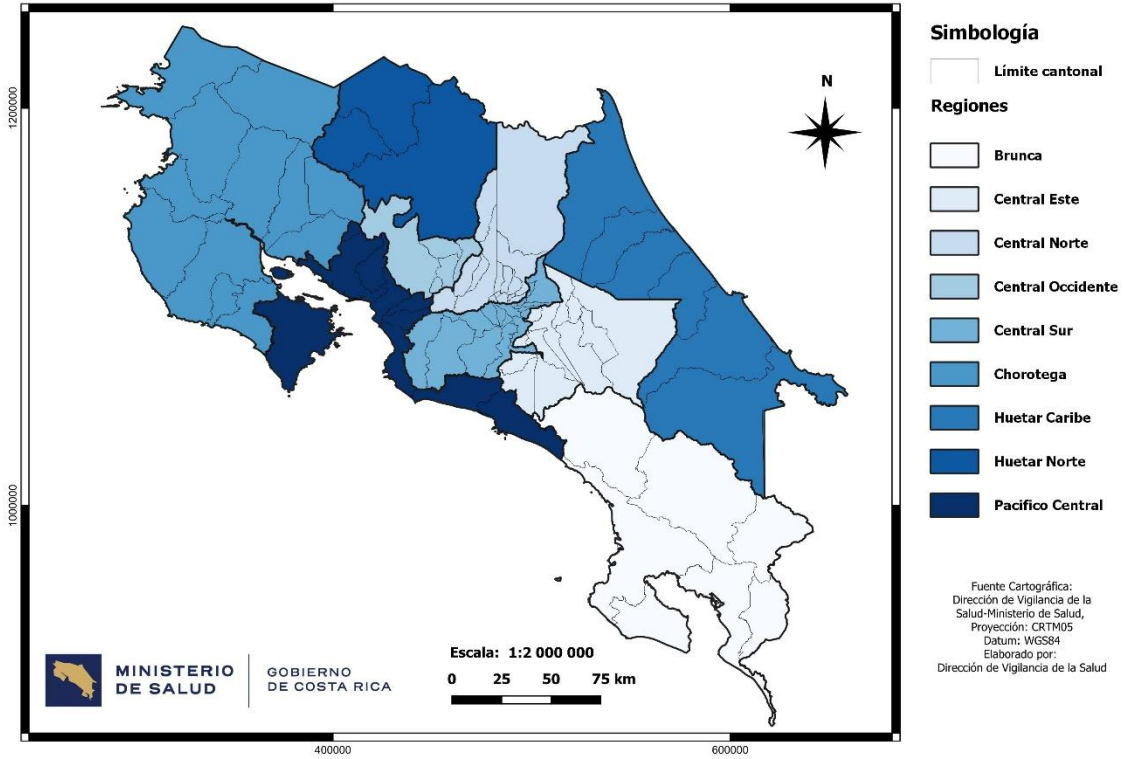 Simbología
Límite cantonal
Regiones
Brunca
Central Este
Central Norte
Central Occidente
Central Sur
Chorotega
Huetar Caribe
Huetar Norte
Pacifico Central
Fuente Cartográfica:
Dirección de Vigilancia de la
Salud-Ministerio de Salud,
Proyección: CRTM05
Datum: WGS84
Elaborado por:
Dirección de Vigilancia de la Salud
N
1200000
1000000
Escala: 1:2 000 000
0 25 50 75 km
MINISTERIO
DE SALUD
GOBIERNO
DE COSTA RICA
400000
600000